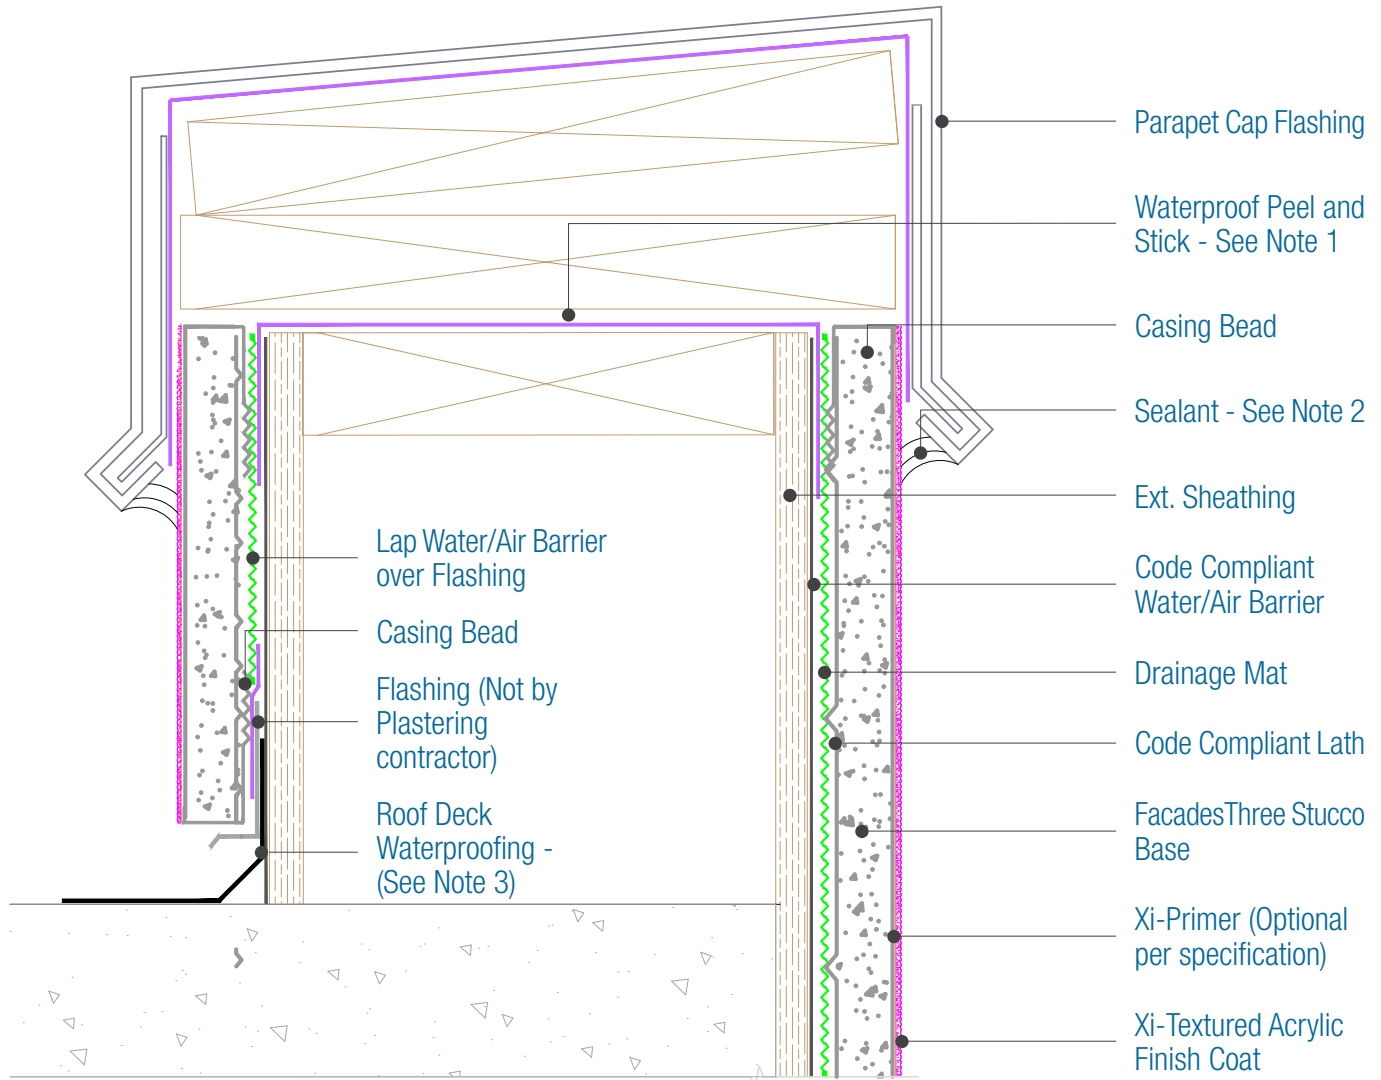 Parapet Cap Flashing
Waterproof Peel and
Stick - See Note 1
Casing Bead
Sealant - See Note 2
Ext. Sheathing
Code Compliant
Water/Air Barrier
Drainage Mat
Code Compliant Lath
FacadesThree Stucco
Base
Xi-Primer (Optional
per specification)
Xi-Textured Acrylic
Finish Coat
Lap Water/Air Barrier
over Flashing
Casing Bead
Flashing (Not by
Plastering
contractor)
Roof Deck
Waterproofing -
(See Note 3)